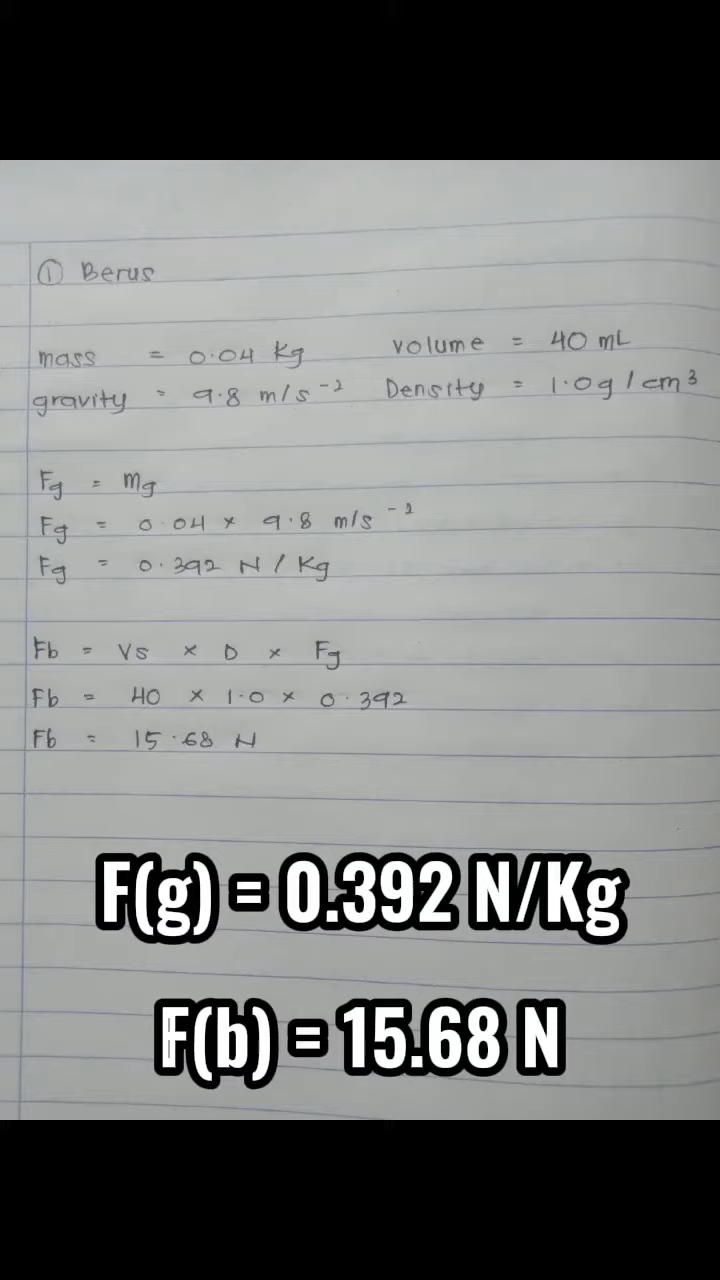 ① Berus
mass = 0.04 Kg volume = 40 mL
gravity = 9.8 m/s⁻² Density = 1.0g/cm³
Fg = mg
Fg = 0.04 × 9.8 m/s⁻²
Fg = 0.392 N/Kg
Fb = Vs × D × Fg
Fb = 40 × 1.0 × 0.392
Fb = 15.68 N
F(g) = 0.392 N/Kg
F(b) = 15.68 N